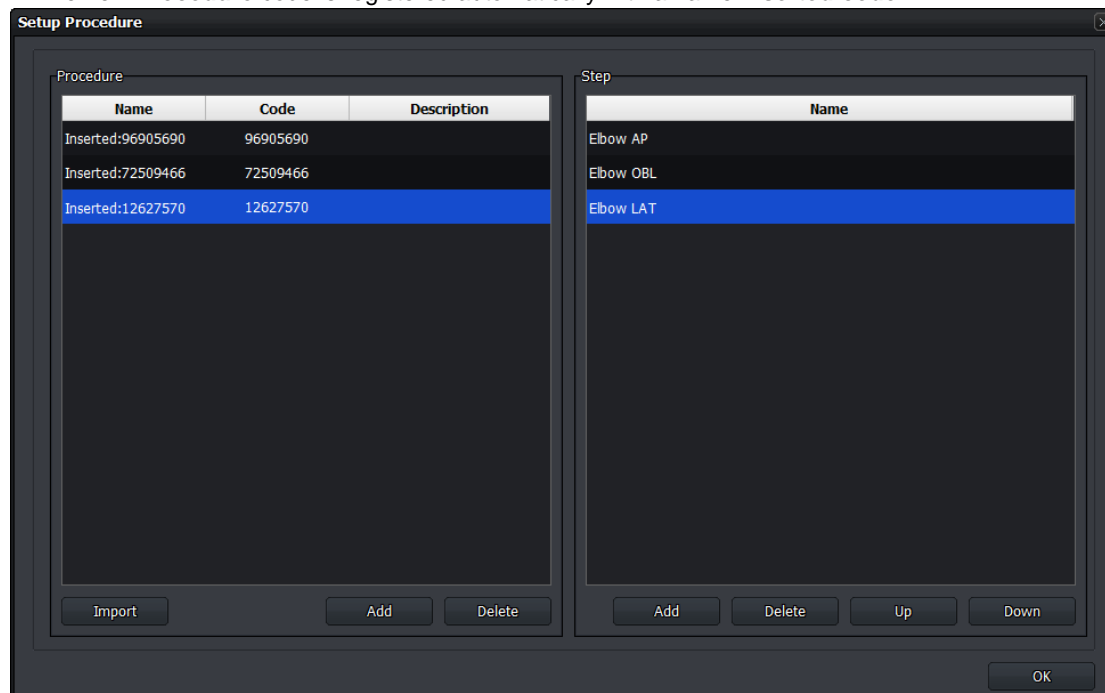 Setup Procedure
Procedure
Name Code Description
Inserted:96905690 96905690
Inserted:72509466 72509466
Inserted:12627570 12627570
Import Add Delete
Step
Name
Elbow AP
Elbow OBL
Elbow LAT
Add Delete Up Down
OK